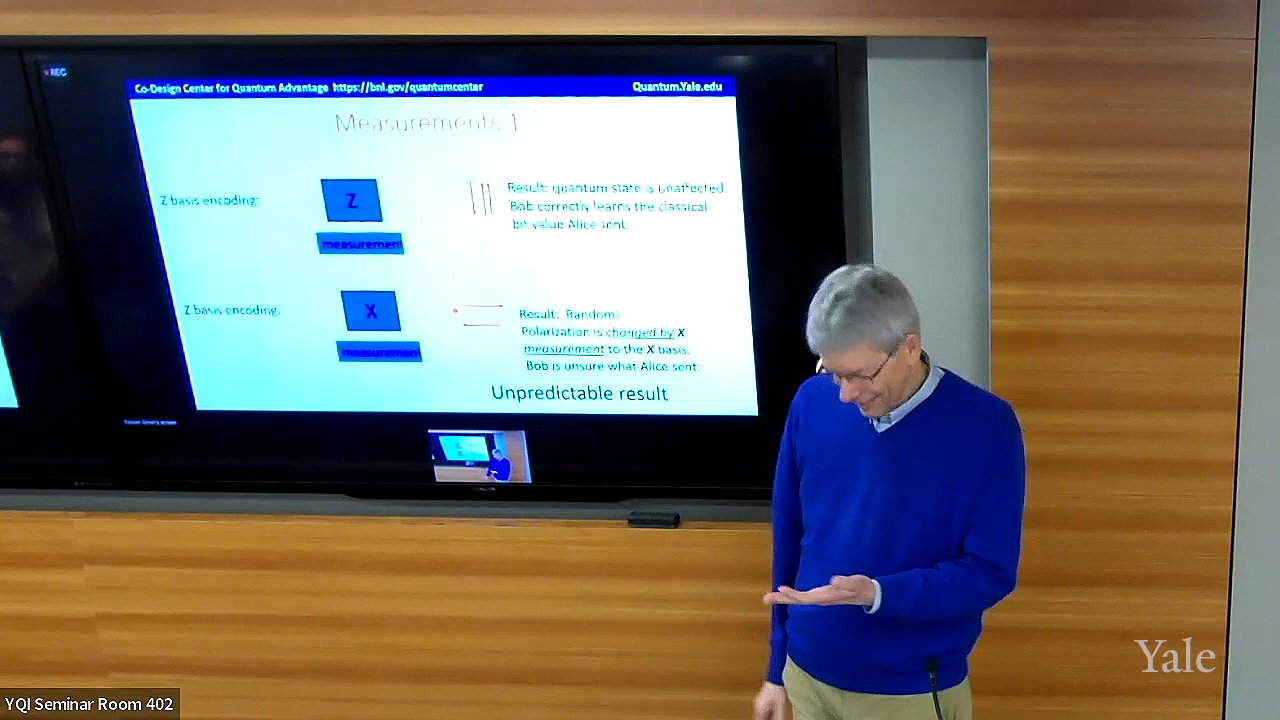 REC
Co-Design Center for Quantum Advantage https://bnl.gov/quantumcenter
Quantum.Yale.edu
Measurements 1
Z basis encoding:
Z
measurement
Result: quantum state is unaffected
Bob correctly learns the classical
bit value Alice sent.
Z basis encoding:
X
measurement
Result: Random!
Polarization is changed by X
measurement to the X basis.
Bob is unsure what Alice sent.
Unpredictable result
Yale
YQI Seminar Room 402